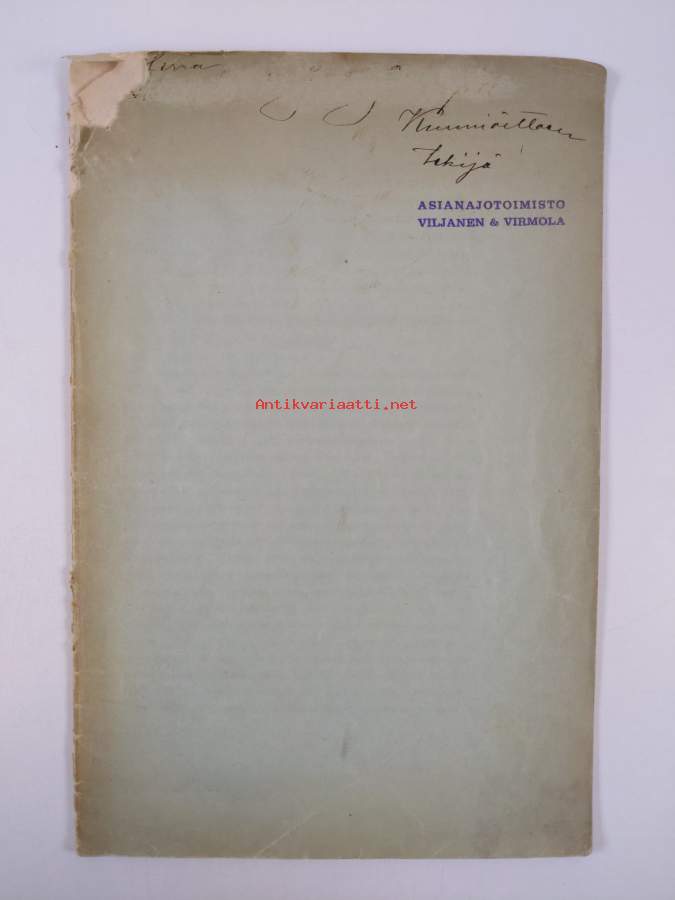 Kunnioittaen
Tekijä
ASIANAJOTOIMISTO
VILJANEN & VIRMOLA
Antikvariaatti.net